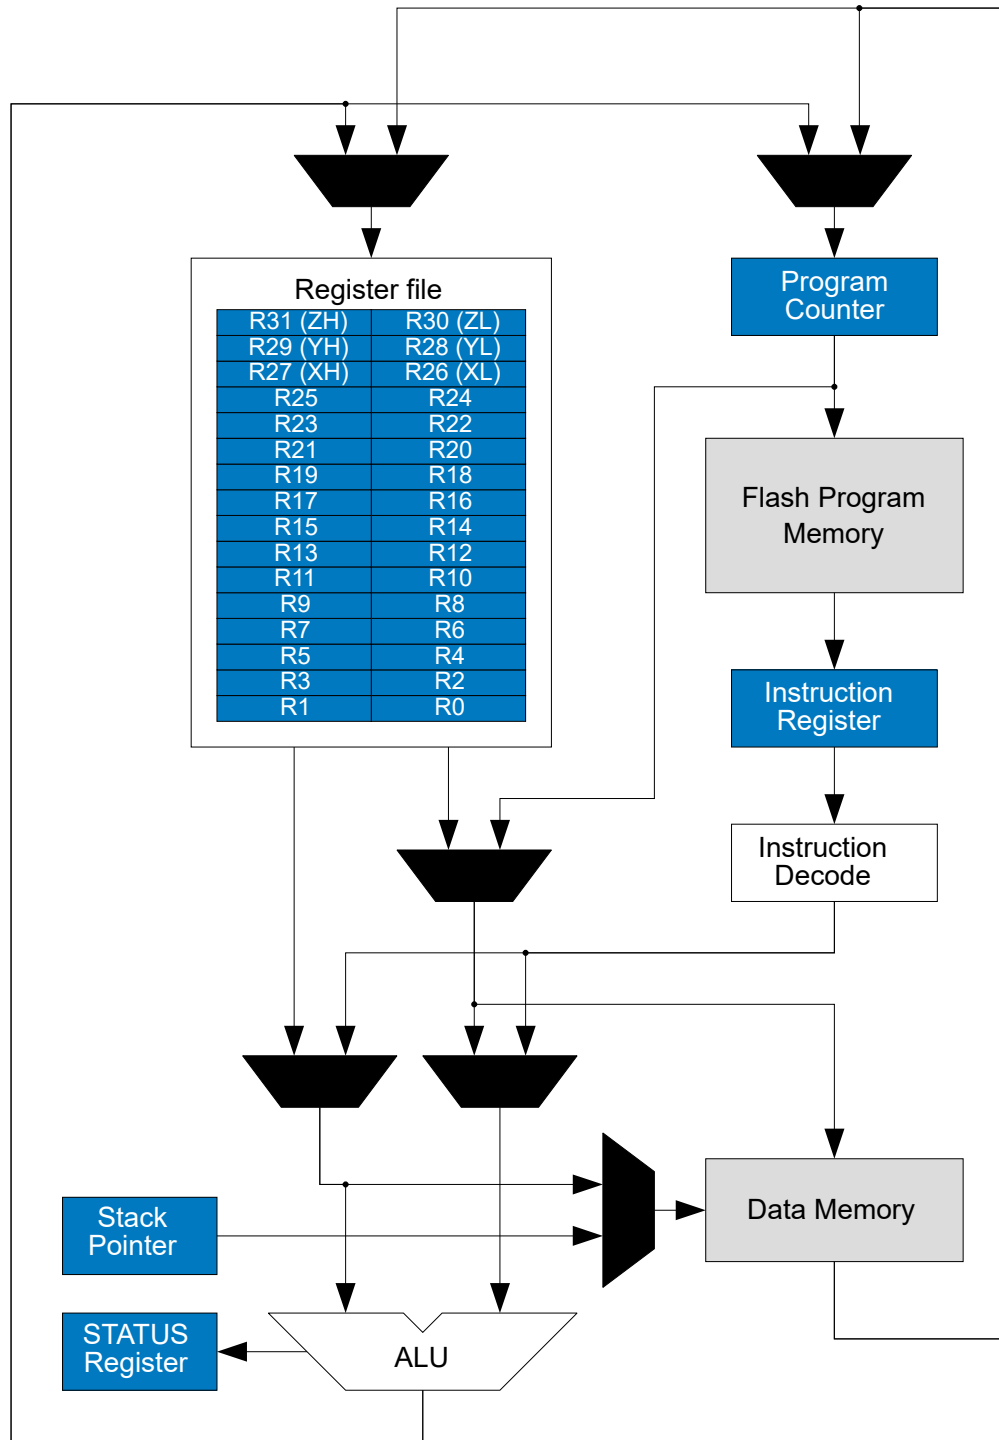 Register file
R31 (ZH) R30 (ZL)
R29 (YH) R28 (YL)
R27 (XH) R26 (XL)
R25 R24
R23 R22
R21 R20
R19 R18
R17 R16
R15 R14
R13 R12
R11 R10
R9 R8
R7 R6
R5 R4
R3 R2
R1 R0
Program
Counter
Flash Program
Memory
Instruction
Register
Instruction
Decode
Data Memory
Stack
Pointer
STATUS
Register
ALU